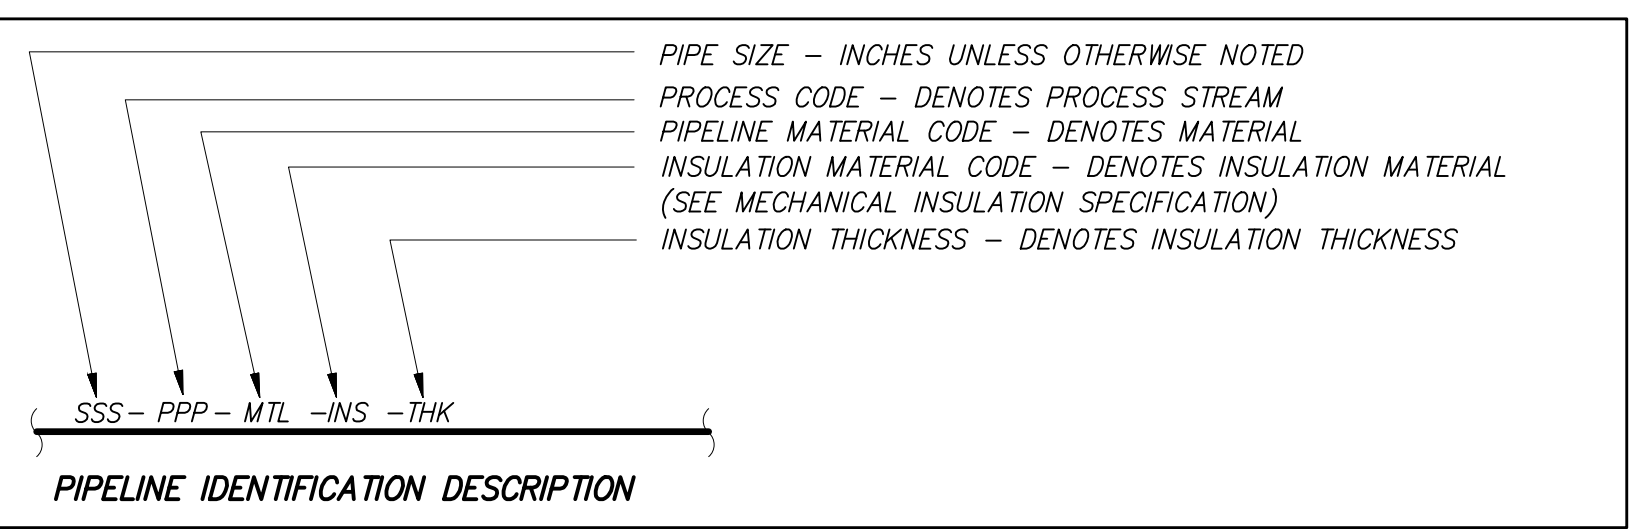 PIPE SIZE – INCHES UNLESS OTHERWISE NOTED
PROCESS CODE – DENOTES PROCESS STREAM
PIPELINE MATERIAL CODE – DENOTES MATERIAL
INSULATION MATERIAL CODE – DENOTES INSULATION MATERIAL
(SEE MECHANICAL INSULATION SPECIFICATION)
INSULATION THICKNESS – DENOTES INSULATION THICKNESS
SSS– PPP– MTL –INS –THK
PIPELINE IDENTIFICATION DESCRIPTION